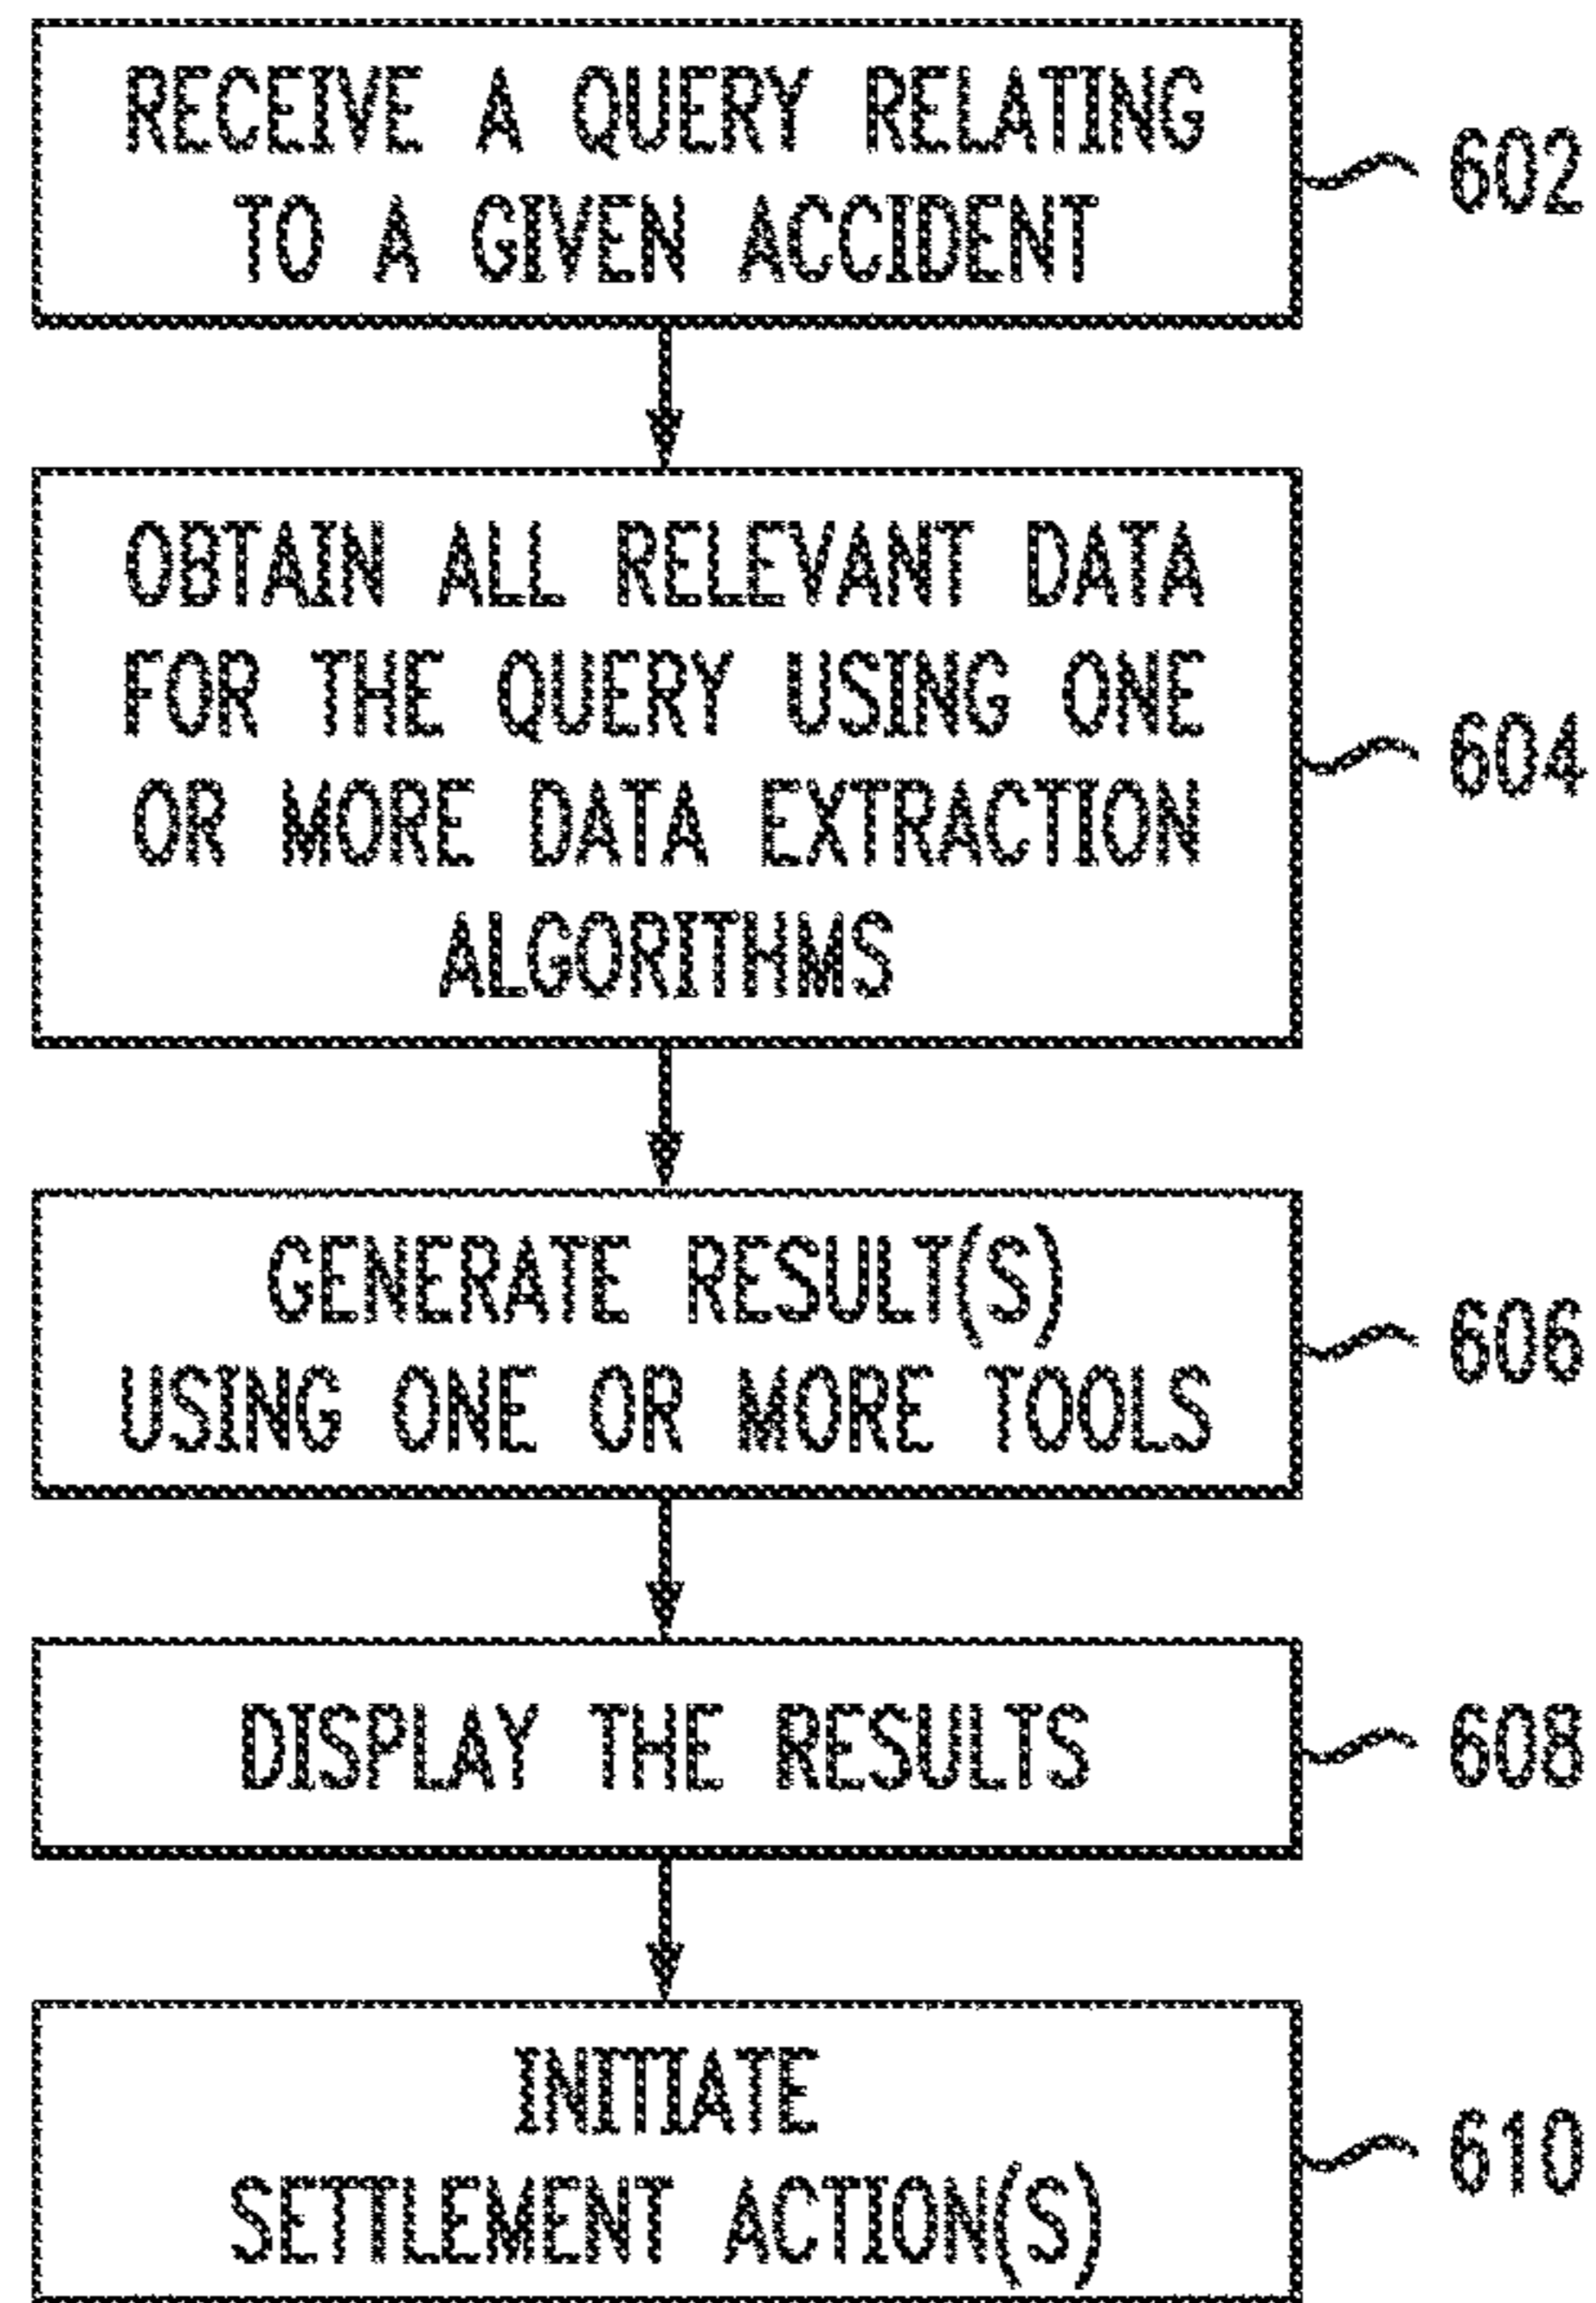 RECEIVE A QUERY RELATING
TO A GIVEN ACCIDENT
602
OBTAIN ALL RELEVANT DATA
FOR THE QUERY USING ONE
OR MORE DATA EXTRACTION
ALGORITHMS
604
GENERATE RESULT(S)
USING ONE OR MORE TOOLS
606
DISPLAY THE RESULTS
608
INITIATE
SETTLEMENT ACTION(S)
610